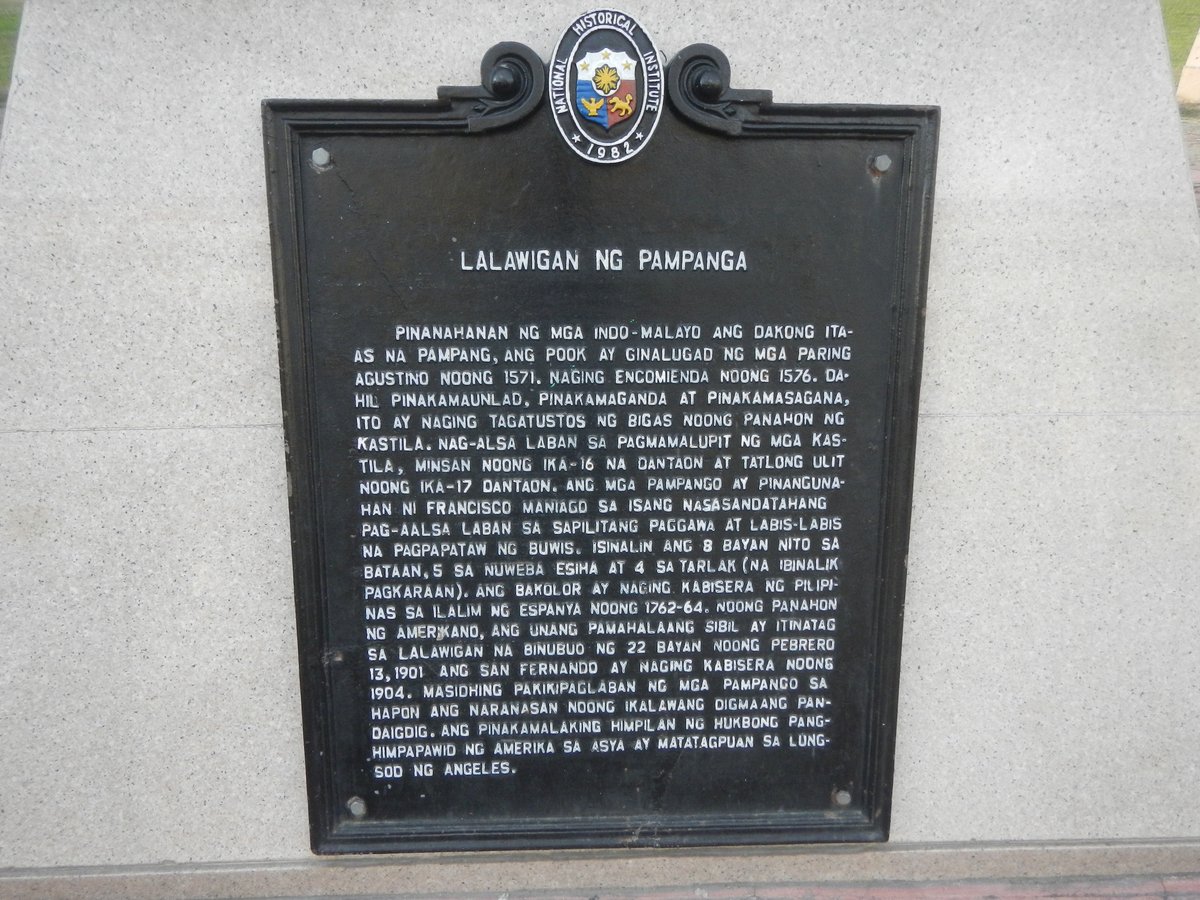 NATIONAL HISTORICAL INSTITUTE
★ 1982 ★
LALAWIGAN NG PAMPANGA
PINANAHANAN NG MGA INDO-MALAYO ANG DAKONG ITA-
AS NA PAMPANG, ANG POOK AY GINALUGAD NG MGA PARING
AGUSTINO NOONG 1571. NAGING ENCOMIENDA NOONG 1576. DA-
HIL PINAKAMAUNLAD, PINAKAMAGANDA AT PINAKAMASAGANA,
ITO AY NAGING TAGATUSTOS NG BIGAS NOONG PANAHON NG
KASTILA. NAG-ALSA LABAN SA PAGMAMALUPIT NG MGA KAS-
TILA, MINSAN NOONG IKA-16 NA DANTAON AT TATLONG ULIT
NOONG IKA-17 DANTAON. ANG MGA PAMPANGO AY PINANGUNA-
HAN NI FRANCISCO MANIAGO SA ISANG NASASANDATAHANG
PAG-AALSA LABAN SA SAPILITANG PAGGAWA AT LABIS-LABIS
NA PAGPAPATAW NG BUWIS. ISINALIN ANG 8 BAYAN NITO SA
BATAAN, 5 SA NUWEBA ESIHA AT 4 SA TARLAK (NA IBINALIK
PAGKARAAN). ANG BAKOLOR AY NAGING KABISERA NG PILIPI-
NAS SA ILALIM NG ESPANYA NOONG 1762-64. NOONG PANAHON
NG AMERIKANO, ANG UNANG PAMAHALAANG SIBIL AY ITINATAG
SA LALAWIGAN NA BINUBUO NG 22 BAYAN NOONG PEBRERO
13, 1901 ANG SAN FERNANDO AY NAGING KABISERA NOONG
1904. MASIDHING PAKIKIPAGLABAN NG MGA PAMPANGO SA
HAPON ANG NARANASAN NOONG IKALAWANG DIGMAANG PAN-
DAIGDIG. ANG PINAKAMALAKING HIMPILAN NG HUKBONG PANG-
HIMPAPAWID NG AMERIKA SA ASYA AY MATATAGPUAN SA LUNG-
SOD NG ANGELES.